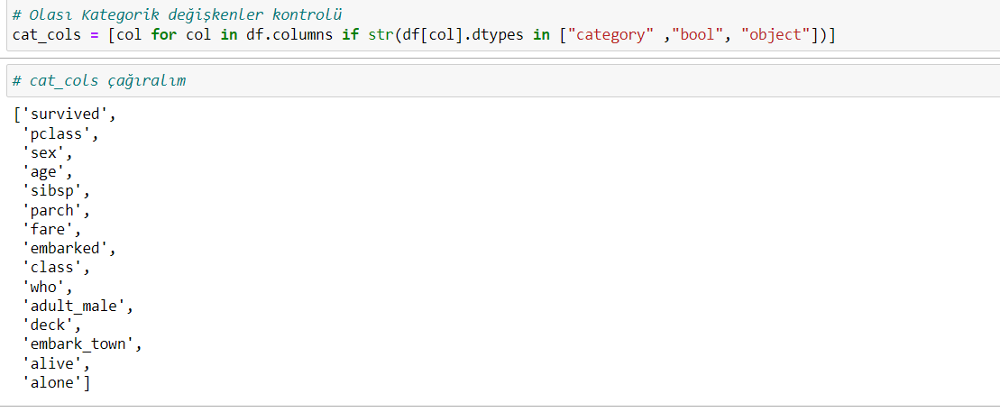 # Olası Kategorik değişkenler kontrolü
cat_cols = [col for col in df.columns if str(df[col].dtypes in ["category" ,"bool", "object"])]
# cat_cols çağıralım
['survived',
 'pclass',
 'sex',
 'age',
 'sibsp',
 'parch',
 'fare',
 'embarked',
 'class',
 'who',
 'adult_male',
 'deck',
 'embark_town',
 'alive',
 'alone']